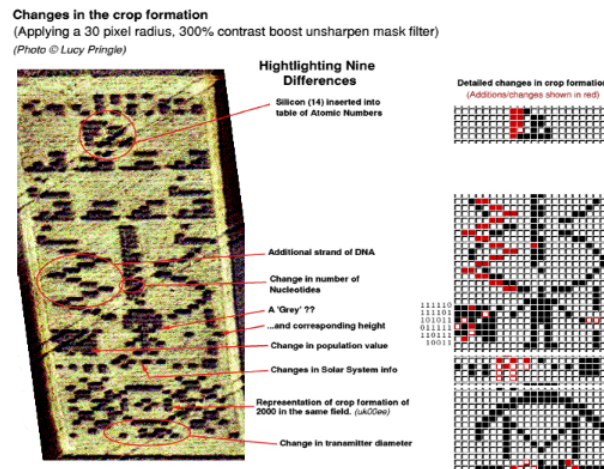 Changes in the crop formation
(Applying a 30 pixel radius, 300% contrast boost unsharpen mask filter)
(Photo © Lucy Pringle)
Hightlighting Nine
Differences
Silicon (14) inserted into
table of Atomic Numbers
Additional strand of DNA
Change in number of
Nucleotides
A 'Grey' ??
...and corresponding height
Change in population value
Changes in Solar System info
Representation of crop formation of
2000 in the same field. (uk00ee)
Change in transmitter diameter
Detailed changes in crop formation
(Additions/changes shown in red)
111110
111101
101011
011111
111110
10011